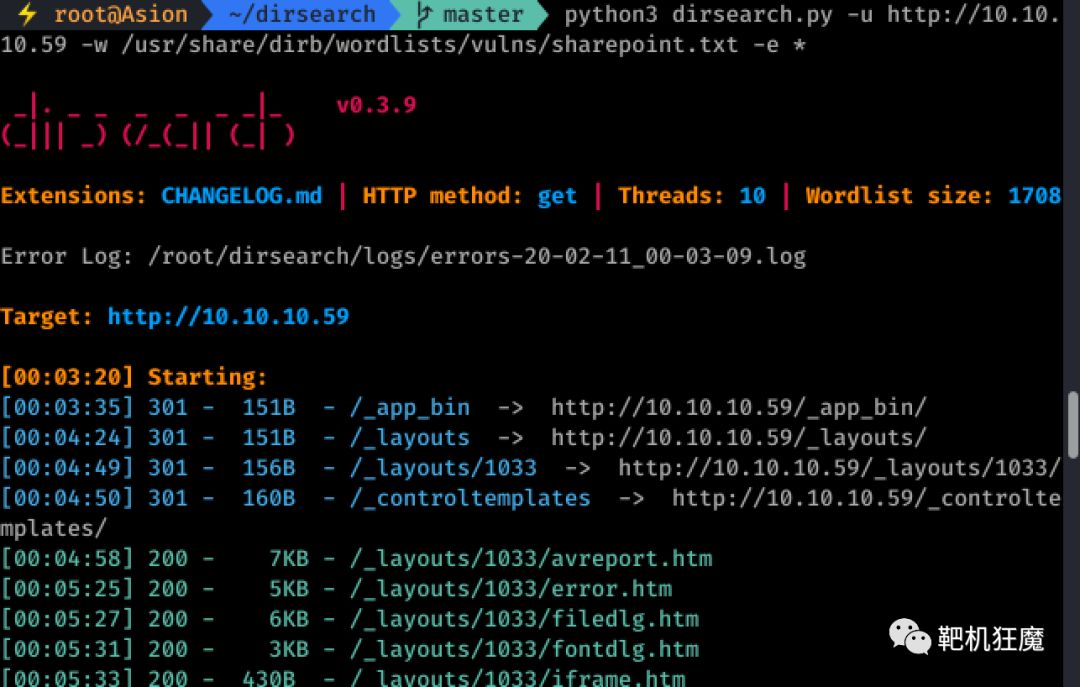 ⚡ root@Asion ~/dirsearch master python3 dirsearch.py -u http://10.10.
10.59 -w /usr/share/dirb/wordlists/vulns/sharepoint.txt -e *
 _|. _ _  _  _  _ _|_    v0.3.9
(_||| _) (/_(_|| (_| )
Extensions: CHANGELOG.md | HTTP method: get | Threads: 10 | Wordlist size: 1708
Error Log: /root/dirsearch/logs/errors-20-02-11_00-03-09.log
Target: http://10.10.10.59
[00:03:20] Starting:
[00:03:35] 301 -  151B  - /_app_bin  ->  http://10.10.10.59/_app_bin/
[00:04:24] 301 -  151B  - /_layouts  ->  http://10.10.10.59/_layouts/
[00:04:49] 301 -  156B  - /_layouts/1033  ->  http://10.10.10.59/_layouts/1033/
[00:04:50] 301 -  160B  - /_controltemplates  ->  http://10.10.10.59/_controlte
mplates/
[00:04:58] 200 -    7KB - /_layouts/1033/avreport.htm
[00:05:25] 200 -    5KB - /_layouts/1033/error.htm
[00:05:27] 200 -    6KB - /_layouts/1033/filedlg.htm
[00:05:31] 200 -    3KB - /_layouts/1033/fontdlg.htm
[00:05:33] 200 -  430B  - /_layouts/1033/iframe.htm
靶机狂魔